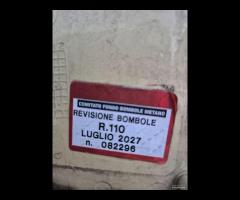 COMITATO FONDO BOMBOLE METANO
REVISIONE BOMBOLE
R.110
LUGLIO 2027
n. 082296